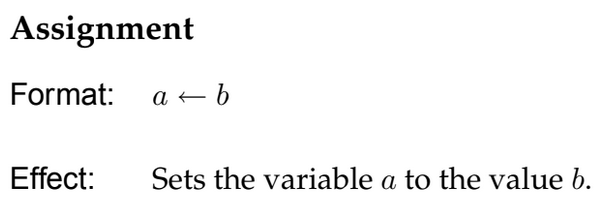 Assignment
Format: a ← b
Effect: Sets the variable a to the value b.